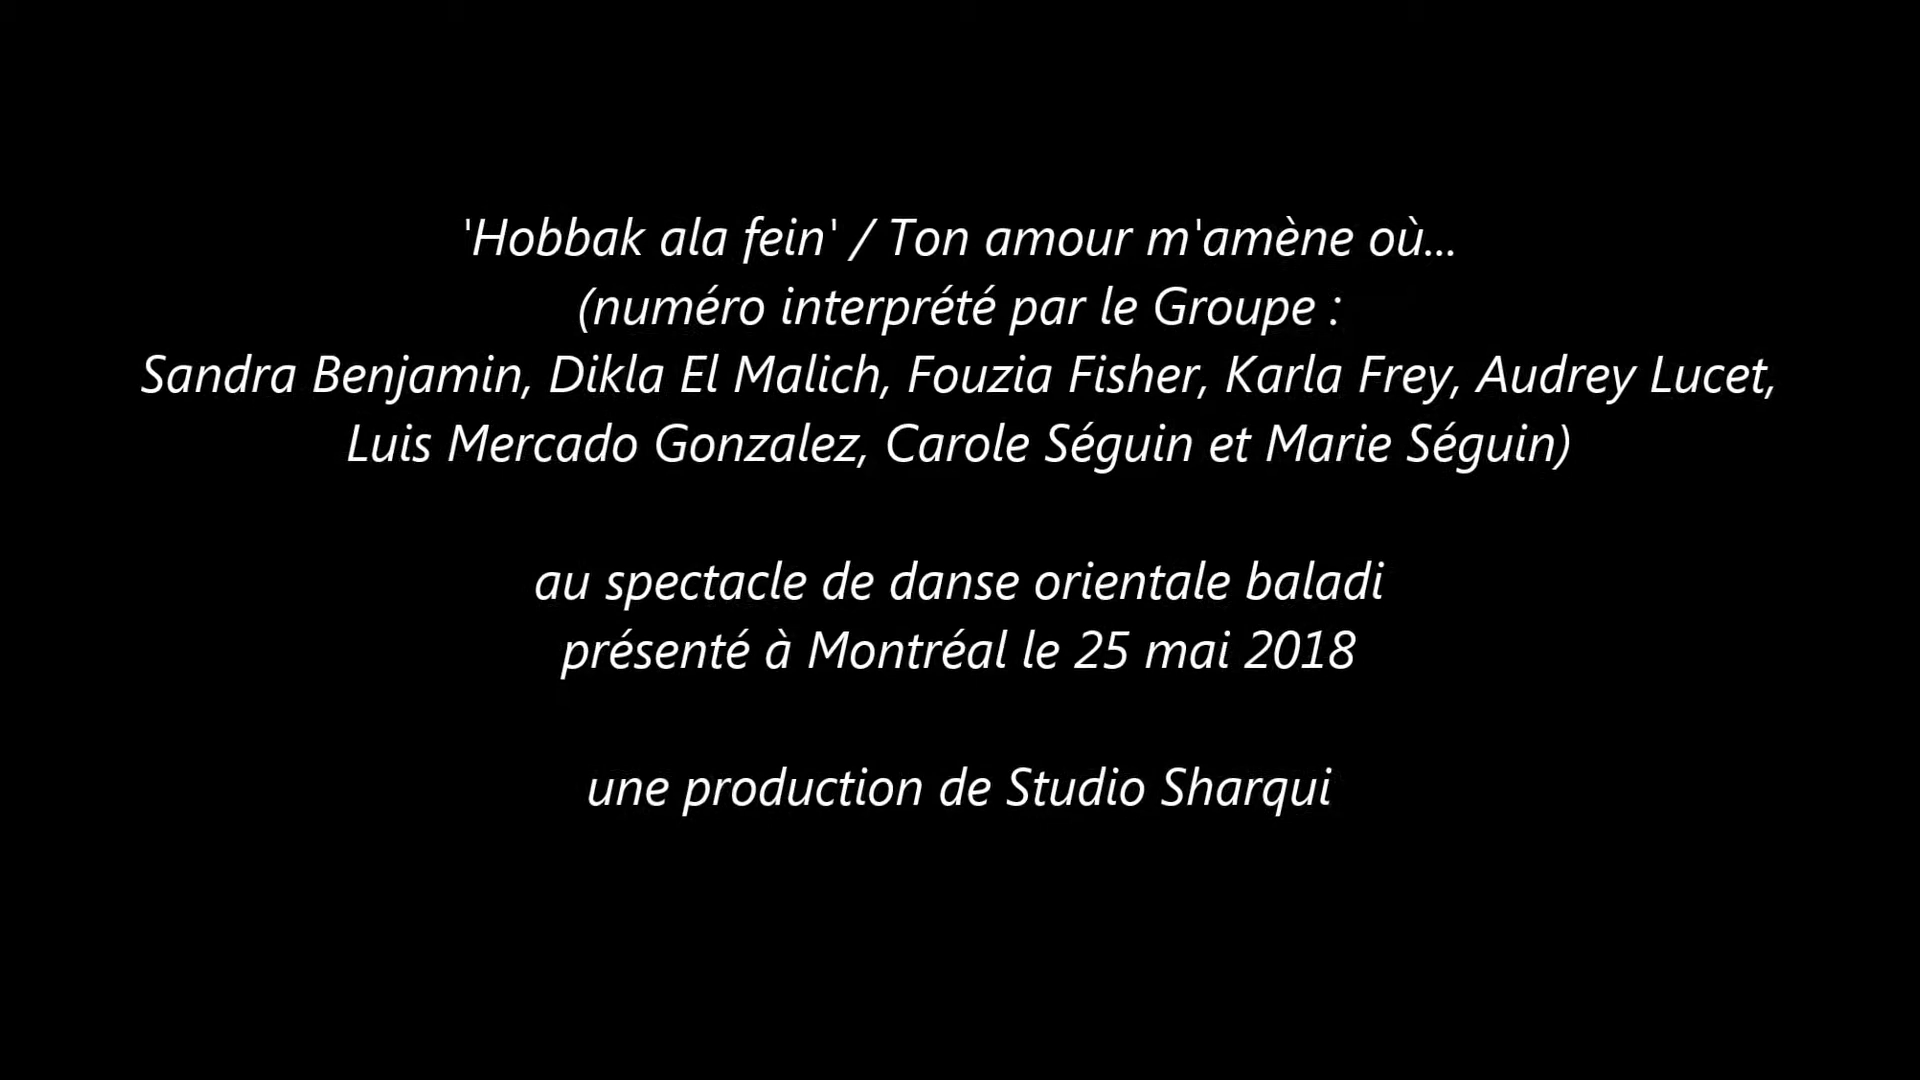 'Hobbak ala fein' / Ton amour m'amène où...
(numéro interprété par le Groupe :
Sandra Benjamin, Dikla El Malich, Fouzia Fisher, Karla Frey, Audrey Lucet,
Luis Mercado Gonzalez, Carole Séguin et Marie Séguin)
au spectacle de danse orientale baladi
présenté à Montréal le 25 mai 2018
une production de Studio Sharqui